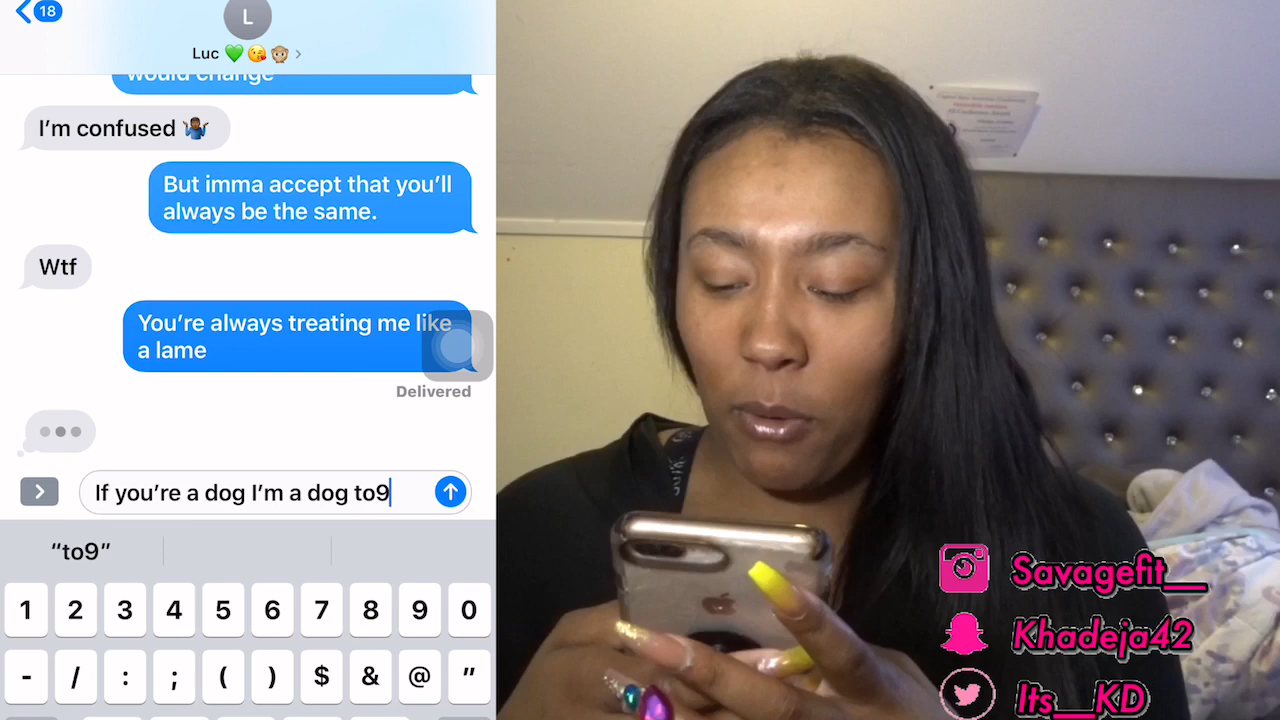 18
L
Luc 💚😘🙊 >
would change
I’m confused 🤷🏾‍♂️
But imma accept that you’ll
always be the same.
Wtf
You’re always treating me like
a lame
Delivered
If you’re a dog I’m a dog to9
“to9”
1 2 3 4 5 6 7 8 9 0
- / : ; ( ) $ & @ "
Savagefit__
Khadeja42
Its__KD